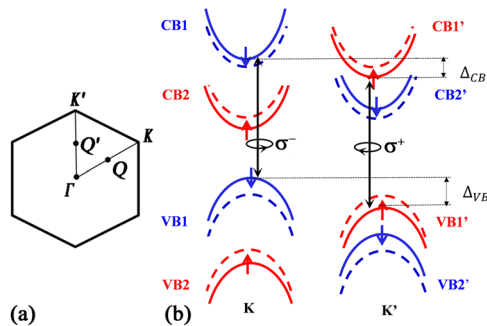 K'
K
Q'
Q
Γ
(a)
(b)
CB1
CB2
VB1
VB2
σ⁻
K
CB1'
CB2'
σ⁺
VB1'
VB2'
K'
Δ_CB
Δ_VB